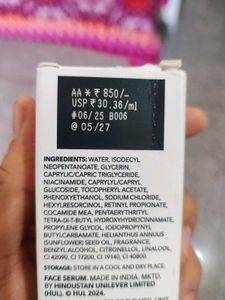 AA * ₹ 850/-
USP ₹ 30.36/ml
#06/25 B006
@ 05/27
INGREDIENTS: WATER, ISODECYL
NEOPENTANOATE, GLYCERIN,
CAPRYLIC/CAPRIC TRIGLYCERIDE,
NIACINAMIDE, CAPRYLYL/CAPRYL
GLUCOSIDE, TOCOPHERYL ACETATE,
PHENOXYETHANOL, SODIUM CHLORIDE,
HEXYLRESORCINOL, RETINYL PROPIONATE,
COCAMIDE MEA, PENTAERYTHRITYL
TETRA-DI-T-BUTYL HYDROXYHYDROCINNAMATE,
PROPYLENE GLYCOL, IODOPROPYNYL
BUTYLCARBAMATE, HELIANTHUS ANNUUS
(SUNFLOWER) SEED OIL, FRAGRANCE,
BENZYL ALCOHOL, CITRONELLOL, LINALOOL,
CI 42090, CI 17200, CI 19140, CI 40800.
STORAGE: STORE IN A COOL AND DRY PLACE.
FACE SERUM. MADE IN INDIA. MKTD.
BY HINDUSTAN UNILEVER LIMITED
(HUL). © HUL 2024.